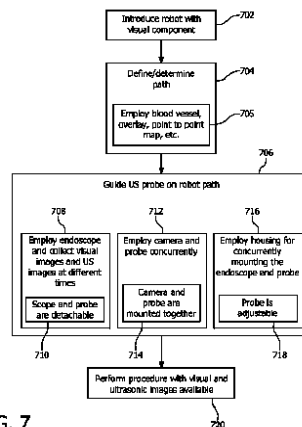 Introduce robot with
visual component
702
Define/determine
path
704
Employ blood vessel,
overlay, point to point
map, etc.
705
706
Guide US probe on robot path
708
Employ endoscope
and collect visual
images and US
images at different
times
Scope and probe
are detachable
710
712
Employ camera and
probe concurrently
Camera and
probe are
mounted together
714
716
Employ housing for
concurrently
mounting the
endoscope and probe
Probe is
adjustable
718
Perform procedure with visual and
ultrasonic images available
720
G. 7